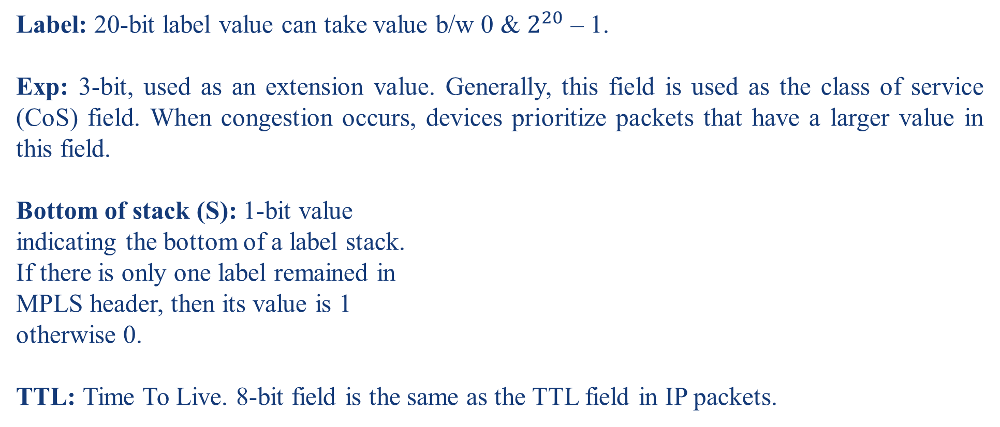 Label: 20-bit label value can take value b/w 0 & 2²⁰ – 1.
Exp: 3-bit, used as an extension value. Generally, this field is used as the class of service
(CoS) field. When congestion occurs, devices prioritize packets that have a larger value in
this field.
Bottom of stack (S): 1-bit value
indicating the bottom of a label stack.
If there is only one label remained in
MPLS header, then its value is 1
otherwise 0.
TTL: Time To Live. 8-bit field is the same as the TTL field in IP packets.